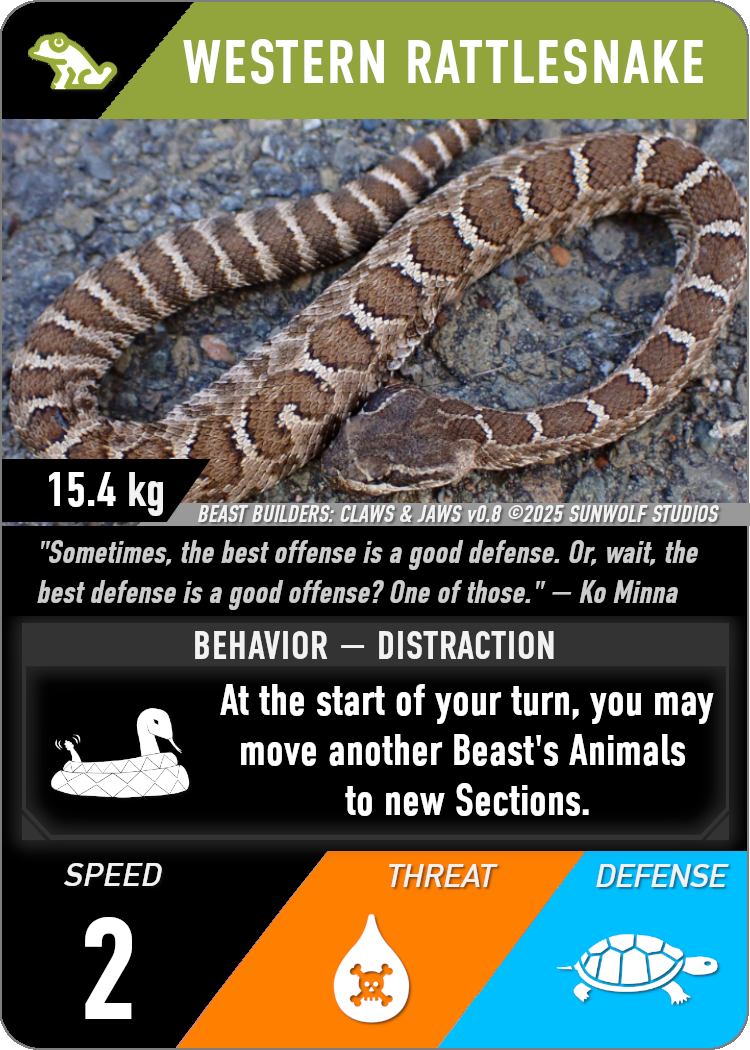 WESTERN RATTLESNAKE
15.4 kg
BEAST BUILDERS: CLAWS & JAWS v0.8 ©2025 SUNWOLF STUDIOS
"Sometimes, the best offense is a good defense. Or, wait, the
best defense is a good offense? One of those." — Ko Minna
BEHAVIOR — DISTRACTION
At the start of your turn, you may
move another Beast's Animals
to new Sections.
SPEED
THREAT
DEFENSE
2